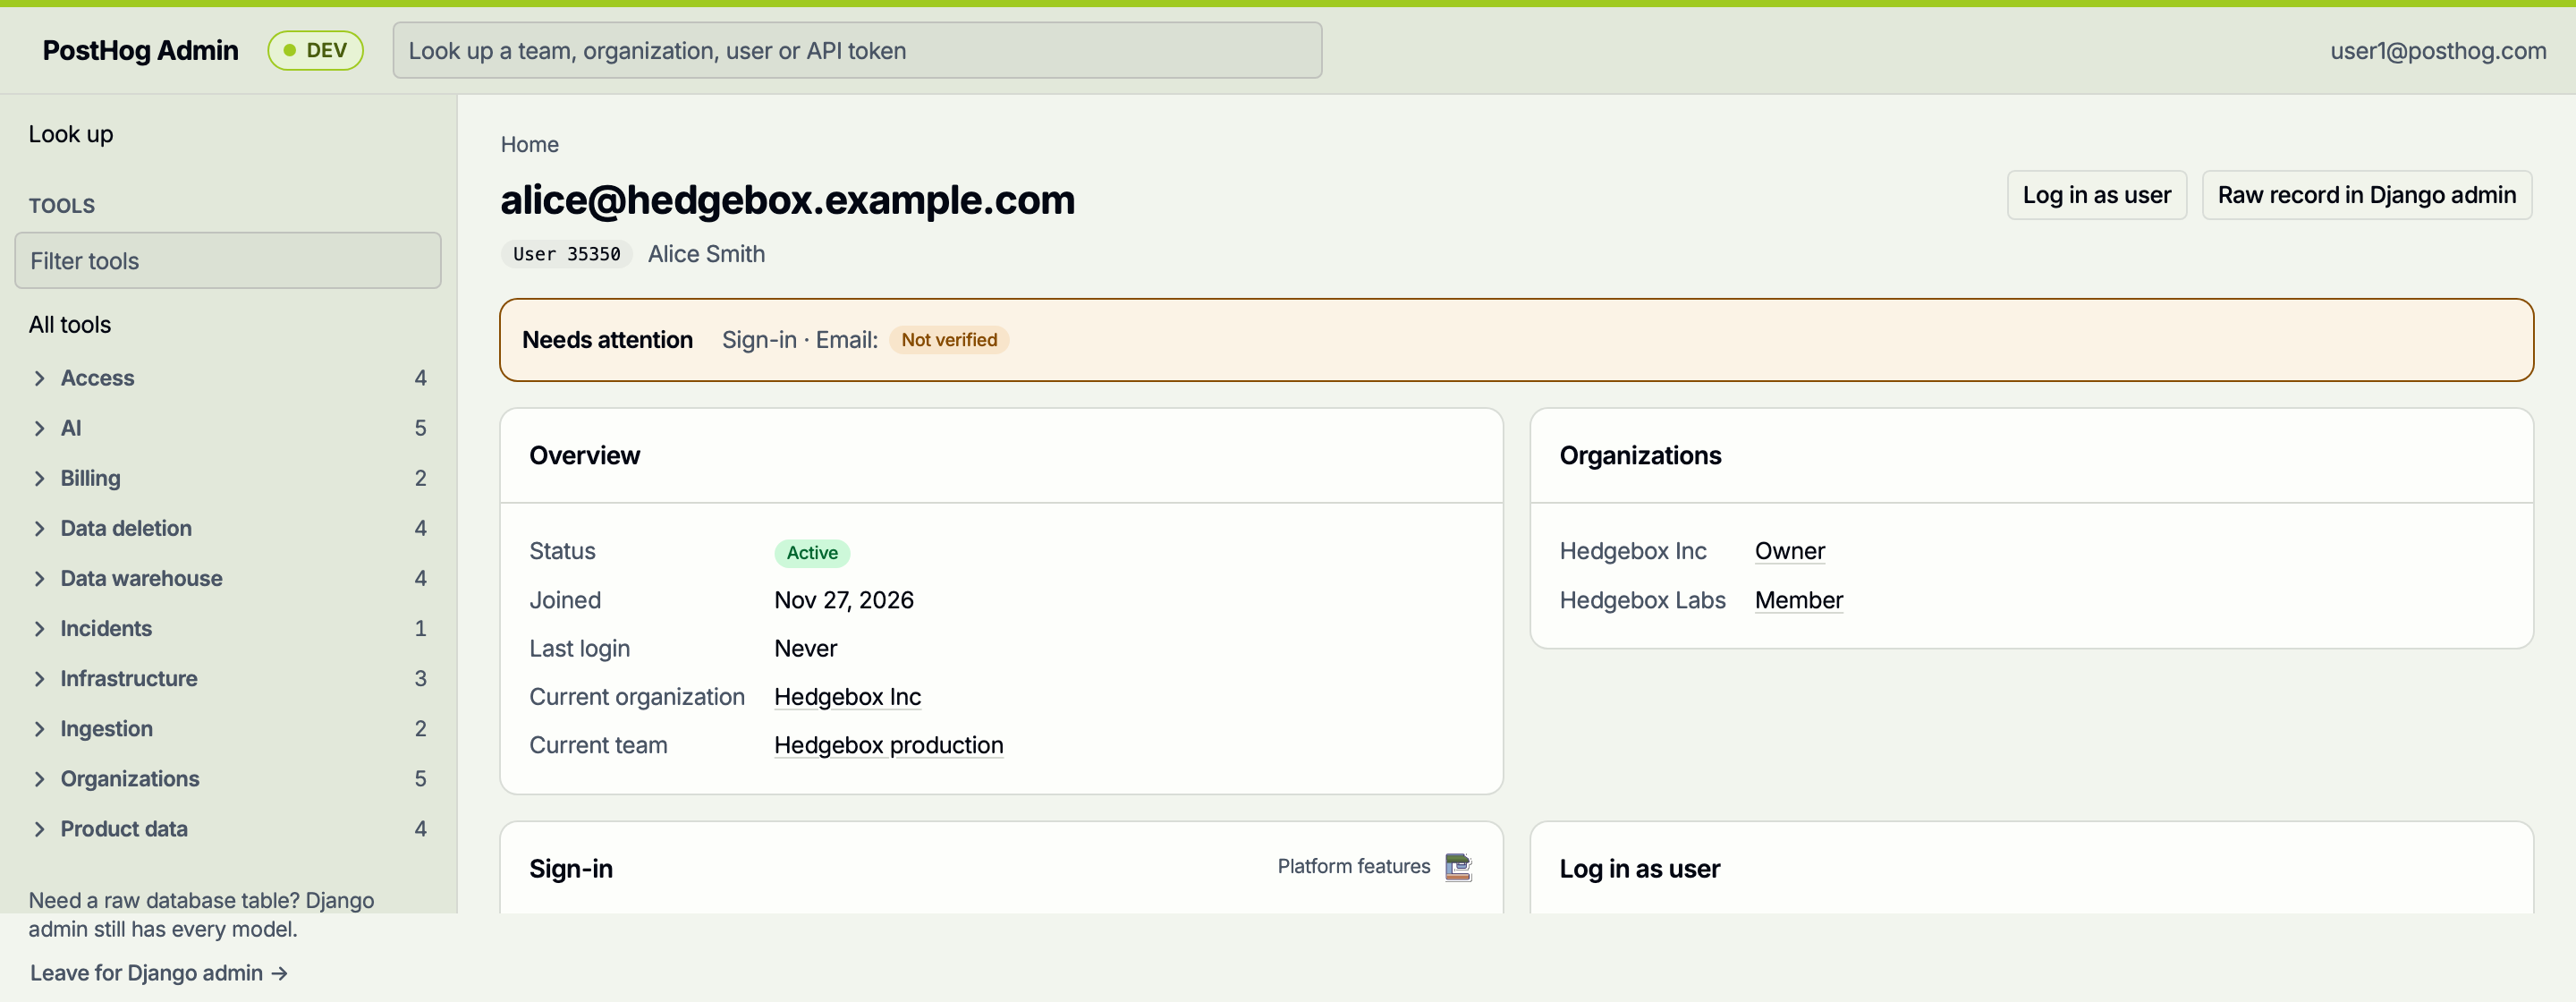 PostHog Admin
DEV
Look up a team, organization, user or API token
user1@posthog.com
Look up
TOOLS
Filter tools
All tools
Access 4
AI 5
Billing 2
Data deletion 4
Data warehouse 4
Incidents 1
Infrastructure 3
Ingestion 2
Organizations 5
Product data 4
Need a raw database table? Django
admin still has every model.
Leave for Django admin →
Home
alice@hedgebox.example.com
Log in as user
Raw record in Django admin
User 35350 Alice Smith
Needs attention Sign-in · Email: Not verified
Overview
Status Active
Joined Nov 27, 2026
Last login Never
Current organization Hedgebox Inc
Current team Hedgebox production
Organizations
Hedgebox Inc Owner
Hedgebox Labs Member
Sign-in
Platform features
Log in as user